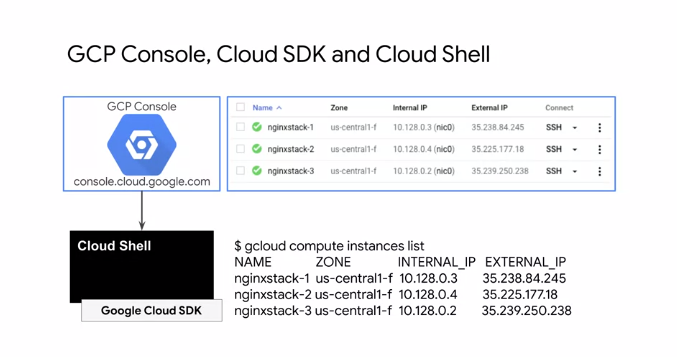 GCP Console, Cloud SDK and Cloud Shell
GCP Console
console.cloud.google.com
Name Zone Internal IP External IP Connect
nginxstack-1 us-central1-f 10.128.0.3 (nic0) 35.238.84.245 SSH
nginxstack-2 us-central1-f 10.128.0.4 (nic0) 35.225.177.18 SSH
nginxstack-3 us-central1-f 10.128.0.2 (nic0) 35.239.250.238 SSH
Cloud Shell
Google Cloud SDK
$ gcloud compute instances list
NAME ZONE INTERNAL_IP EXTERNAL_IP
nginxstack-1 us-central1-f 10.128.0.3 35.238.84.245
nginxstack-2 us-central1-f 10.128.0.4 35.225.177.18
nginxstack-3 us-central1-f 10.128.0.2 35.239.250.238